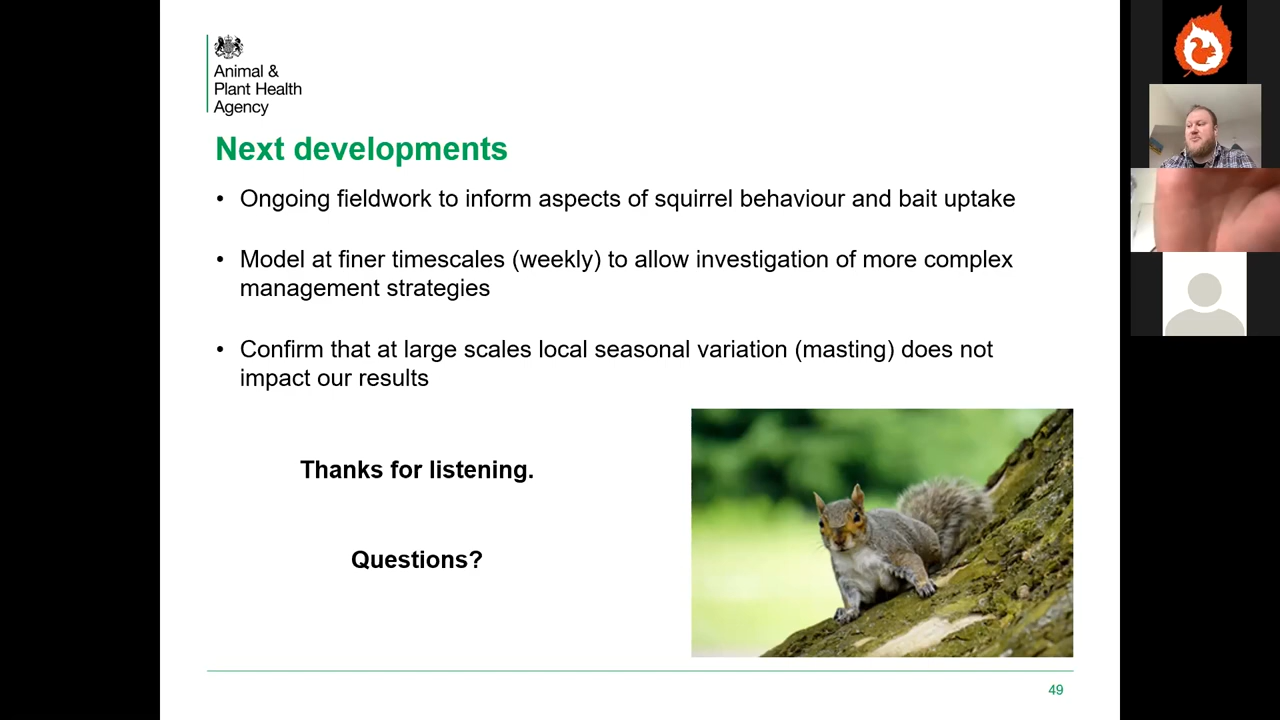 Animal &
Plant Health
Agency
Next developments
• Ongoing fieldwork to inform aspects of squirrel behaviour and bait uptake
• Model at finer timescales (weekly) to allow investigation of more complex
management strategies
• Confirm that at large scales local seasonal variation (masting) does not
impact our results
Thanks for listening.
Questions?
49